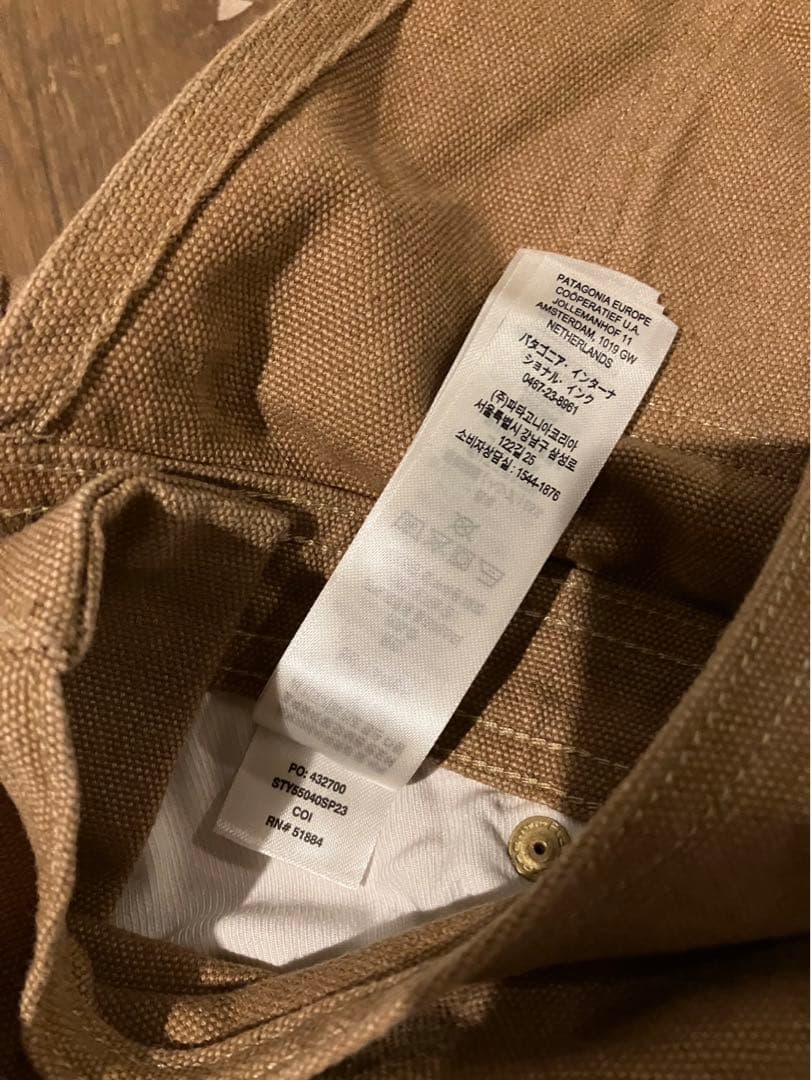 PATAGONIA EUROPE
COÖPERATIEF U.A.
JOLLEMANHOF 11
AMSTERDAM, 1019 GW
NETHERLANDS
パタゴニア・インターナ
ショナル・インク
0467-23-8961
(주)파타고니아코리아
서울특별시 강남구 삼성로
122길 25
소비자상담실 : 1544-1876
PO: 432700
STY55040SP23
COI
RN# 51884